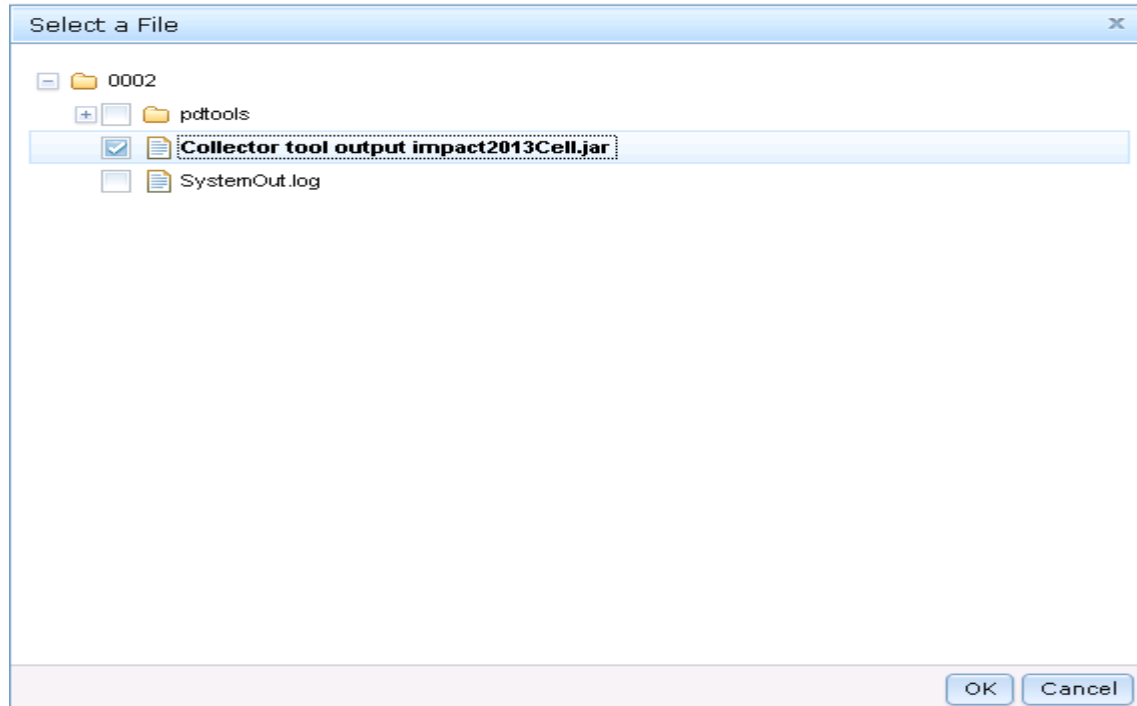 Select a File
0002
pdtools
Collector tool output impact2013Cell.jar
SystemOut.log
OK Cancel